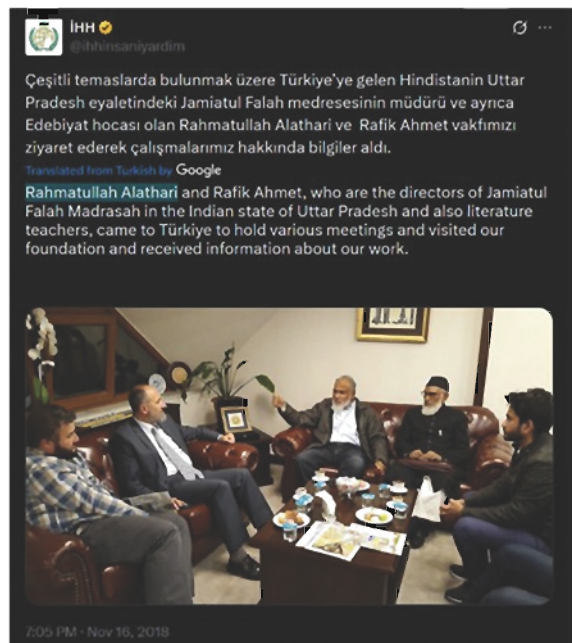 İHH
@ihhinsaniyardim
Çeşitli temaslarda bulunmak üzere Türkiye'ye gelen Hindistanin Uttar
Pradesh eyaletindeki Jamiatul Falah medresesinin müdürü ve ayrıca
Edebiyat hocası olan Rahmatullah Alathari ve Rafik Ahmet vakfımızı
ziyaret ederek çalışmalarımız hakkında bilgiler aldı.
Translated from Turkish by Google
Rahmatullah Alathari and Rafik Ahmet, who are the directors of Jamiatul
Falah Madrasah in the Indian state of Uttar Pradesh and also literature
teachers, came to Türkiye to hold various meetings and visited our
foundation and received information about our work.
7:05 PM · Nov 16, 2018